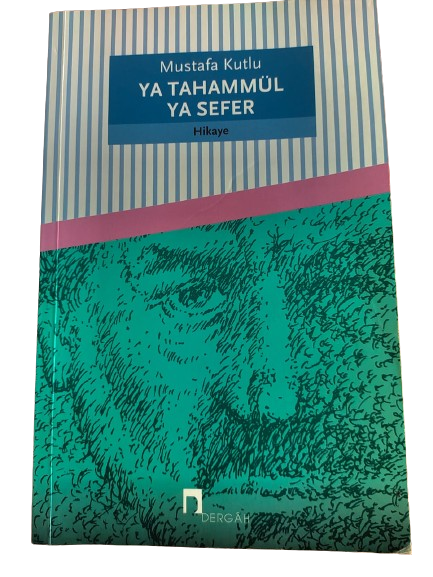 Mustafa Kutlu
YA TAHAMMÜL
YA SEFER
Hikaye
DERGÂH